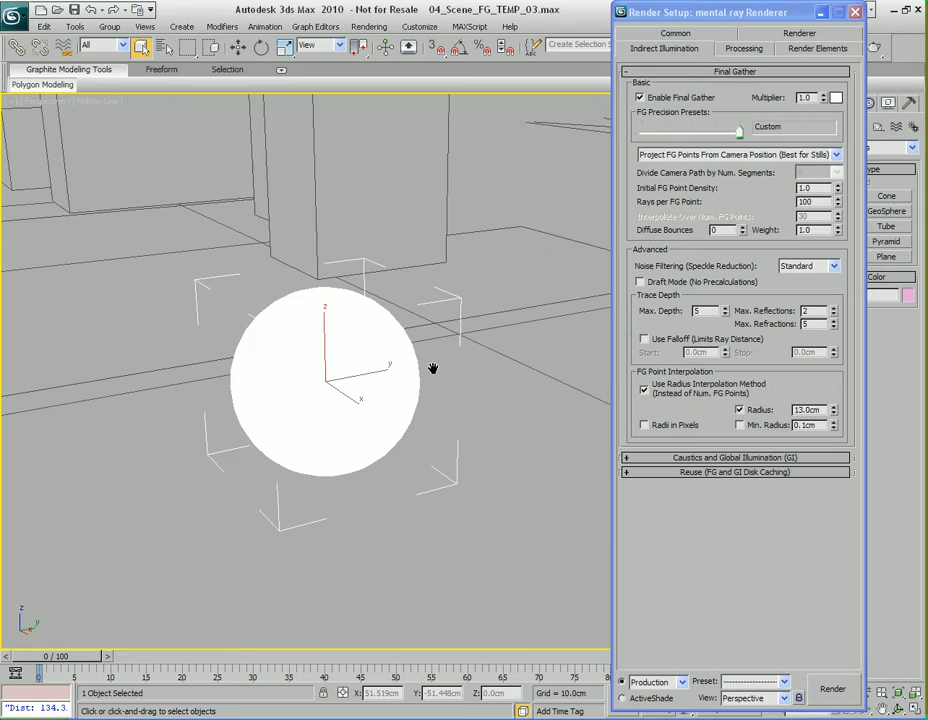 Autodesk 3ds Max 2010 - Not for Resale 04_Scene_FG_TEMP_03.max
Edit Tools Group Views Create Modifiers Animation Graph Editors Rendering Customize MAXScript Help
All View Create Selection S
Graphite Modeling Tools Freeform Selection
Polygon Modeling
Render Setup: mental ray Renderer
Common Renderer
Indirect Illumination Processing Render Elements
Final Gather
Basic
Enable Final Gather Multiplier: 1.0
FG Precision Presets:
Custom
Project FG Points From Camera Position (Best for Stills)
Divide Camera Path by Num. Segments:
Initial FG Point Density: 1.0
Rays per FG Point: 100
Interpolate Over Num. FG Points: 30
Diffuse Bounces 0 Weight: 1.0
Advanced
Noise Filtering (Speckle Reduction): Standard
Draft Mode (No Precalculations)
Trace Depth
Max. Depth: 5 Max. Reflections: 2
Max. Refractions: 5
Use Falloff (Limits Ray Distance)
Start: 0.0cm Stop: 0.0cm
FG Point Interpolation
Use Radius Interpolation Method
(Instead of Num. FG Points)
Radius: 13.0cm
Radii in Pixels Min. Radius: 0.1cm
Caustics and Global Illumination (GI)
Reuse (FG and GI Disk Caching)
Production Preset: --------------------
ActiveShade View: Perspective
Render
Type
Cone
GeoSphere
Tube
Pyramid
Plane
Color
z
y
x
z
y
x
0 / 100
0 5 10 15 20 25 30 35 40 45 50 55 60 65 70 75 80
1 Object Selected X: 51.519cm Y: -51.448cm Z: 0.0cm Grid = 10.0cm
"Dist: 134.3 Click and drag to select objects Add Time Tag